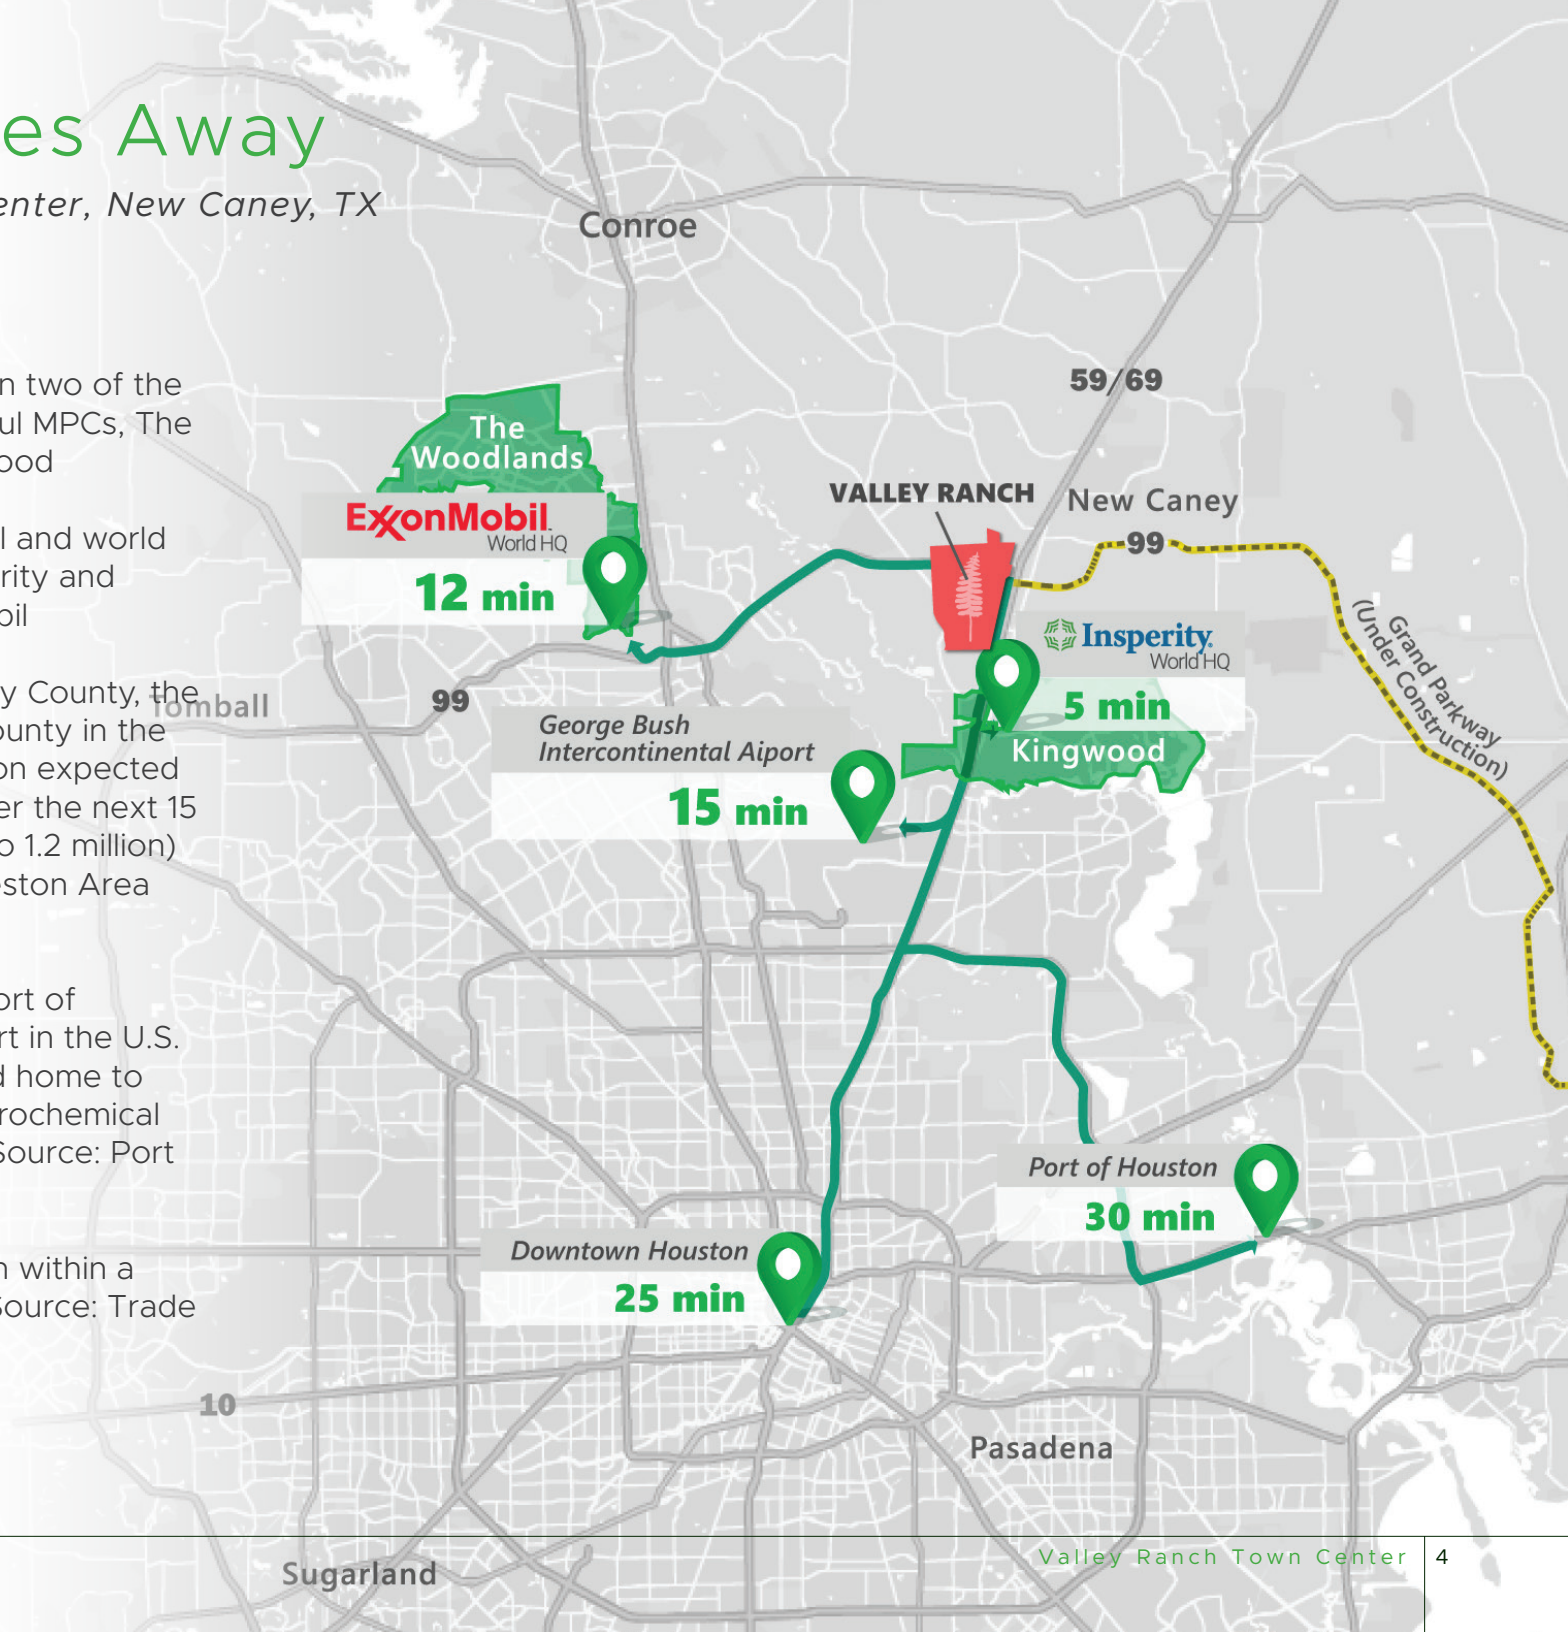 es Away
enter, New Caney, TX
n two of the
ul MPCs, The
ood
l and world
rity and
bil
y County, the
ounty in the
on expected
er the next 15
o 1.2 million)
eston Area
ort of
rt in the U.S.
d home to
rochemical
Source: Port
n within a
Source: Trade
Conroe
59/69
The
Woodlands
ExxonMobil
World HQ
12 min
VALLEY RANCH
New Caney
99
Grand Parkway
(Under Construction)
Insperity
World HQ
5 min
Kingwood
Tomball
99
George Bush
Intercontinental Aiport
15 min
Port of Houston
30 min
Downtown Houston
25 min
10
Pasadena
Sugarland
Valley Ranch Town Center
4